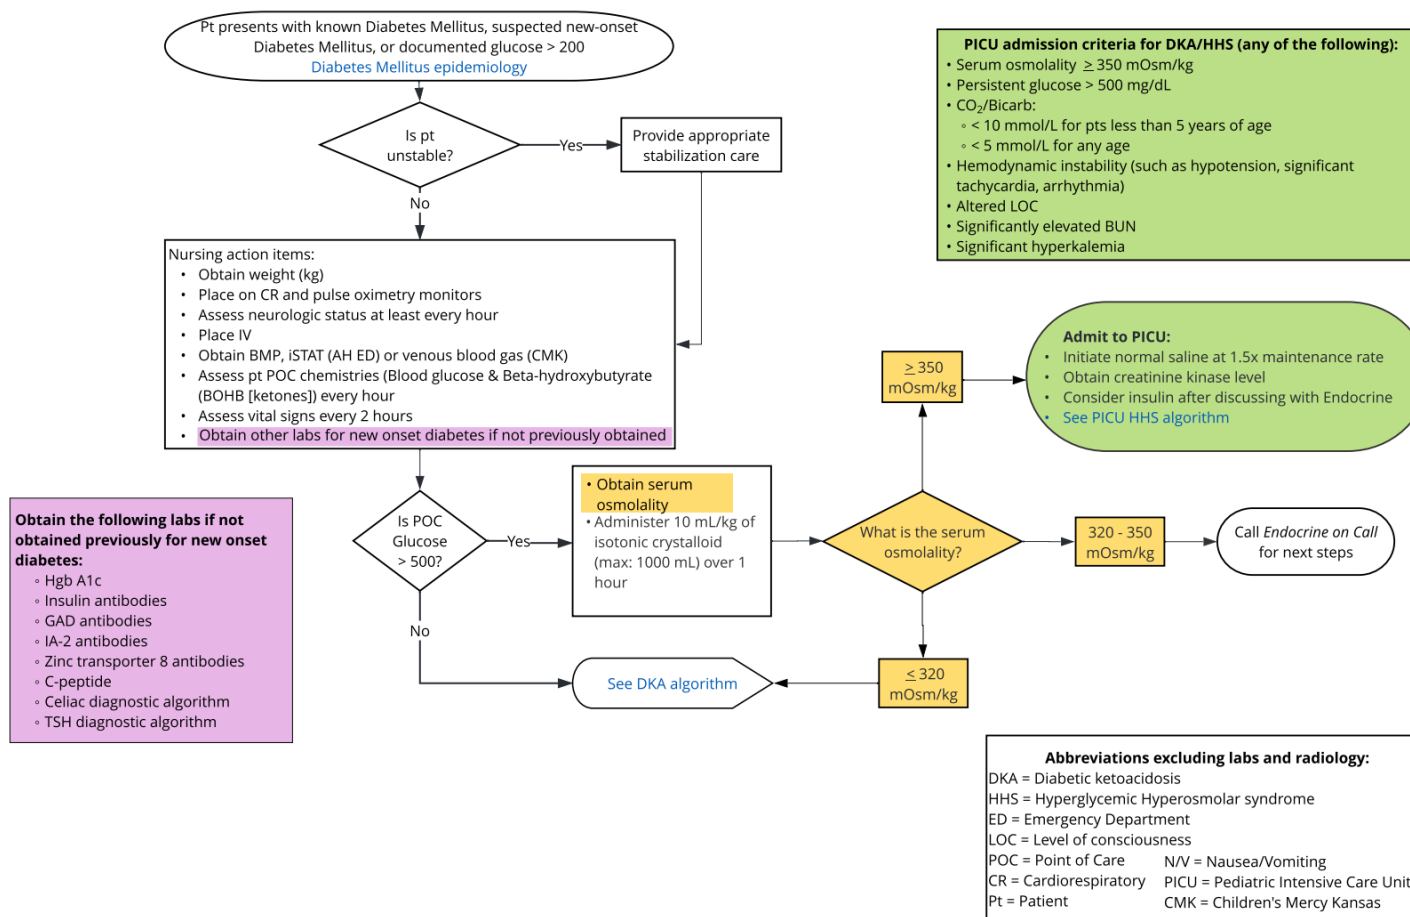 Pt presents with known Diabetes Mellitus, suspected new-onset
Diabetes Mellitus, or documented glucose > 200
Diabetes Mellitus epidemiology
Is pt
unstable?
Yes
Provide appropriate
stabilization care
No
Nursing action items:
• Obtain weight (kg)
• Place on CR and pulse oximetry monitors
• Assess neurologic status at least every hour
• Place IV
• Obtain BMP, iSTAT (AH ED) or venous blood gas (CMK)
• Assess pt POC chemistries (Blood glucose & Beta-hydroxybutyrate
(BOHB [ketones]) every hour
• Assess vital signs every 2 hours
• Obtain other labs for new onset diabetes if not previously obtained
PICU admission criteria for DKA/HHS (any of the following):
• Serum osmolality ≥ 350 mOsm/kg
• Persistent glucose > 500 mg/dL
• CO₂/Bicarb:
◦ < 10 mmol/L for pts less than 5 years of age
◦ < 5 mmol/L for any age
• Hemodynamic instability (such as hypotension, significant
tachycardia, arrhythmia)
• Altered LOC
• Significantly elevated BUN
• Significant hyperkalemia
Obtain the following labs if not
obtained previously for new onset
diabetes:
◦ Hgb A1c
◦ Insulin antibodies
◦ GAD antibodies
◦ IA-2 antibodies
◦ Zinc transporter 8 antibodies
◦ C-peptide
◦ Celiac diagnostic algorithm
◦ TSH diagnostic algorithm
Is POC
Glucose
> 500?
Yes
No
• Obtain serum
osmolality
• Administer 10 mL/kg of
isotonic crystalloid
(max: 1000 mL) over 1
hour
What is the serum
osmolality?
≥ 350
mOsm/kg
Admit to PICU:
• Initiate normal saline at 1.5x maintenance rate
• Obtain creatinine kinase level
• Consider insulin after discussing with Endocrine
• See PICU HHS algorithm
320 - 350
mOsm/kg
Call Endocrine on Call
for next steps
≤ 320
mOsm/kg
See DKA algorithm
Abbreviations excluding labs and radiology:
DKA = Diabetic ketoacidosis
HHS = Hyperglycemic Hyperosmolar syndrome
ED = Emergency Department
LOC = Level of consciousness
POC = Point of Care N/V = Nausea/Vomiting
CR = Cardiorespiratory PICU = Pediatric Intensive Care Unit
Pt = Patient CMK = Children's Mercy Kansas